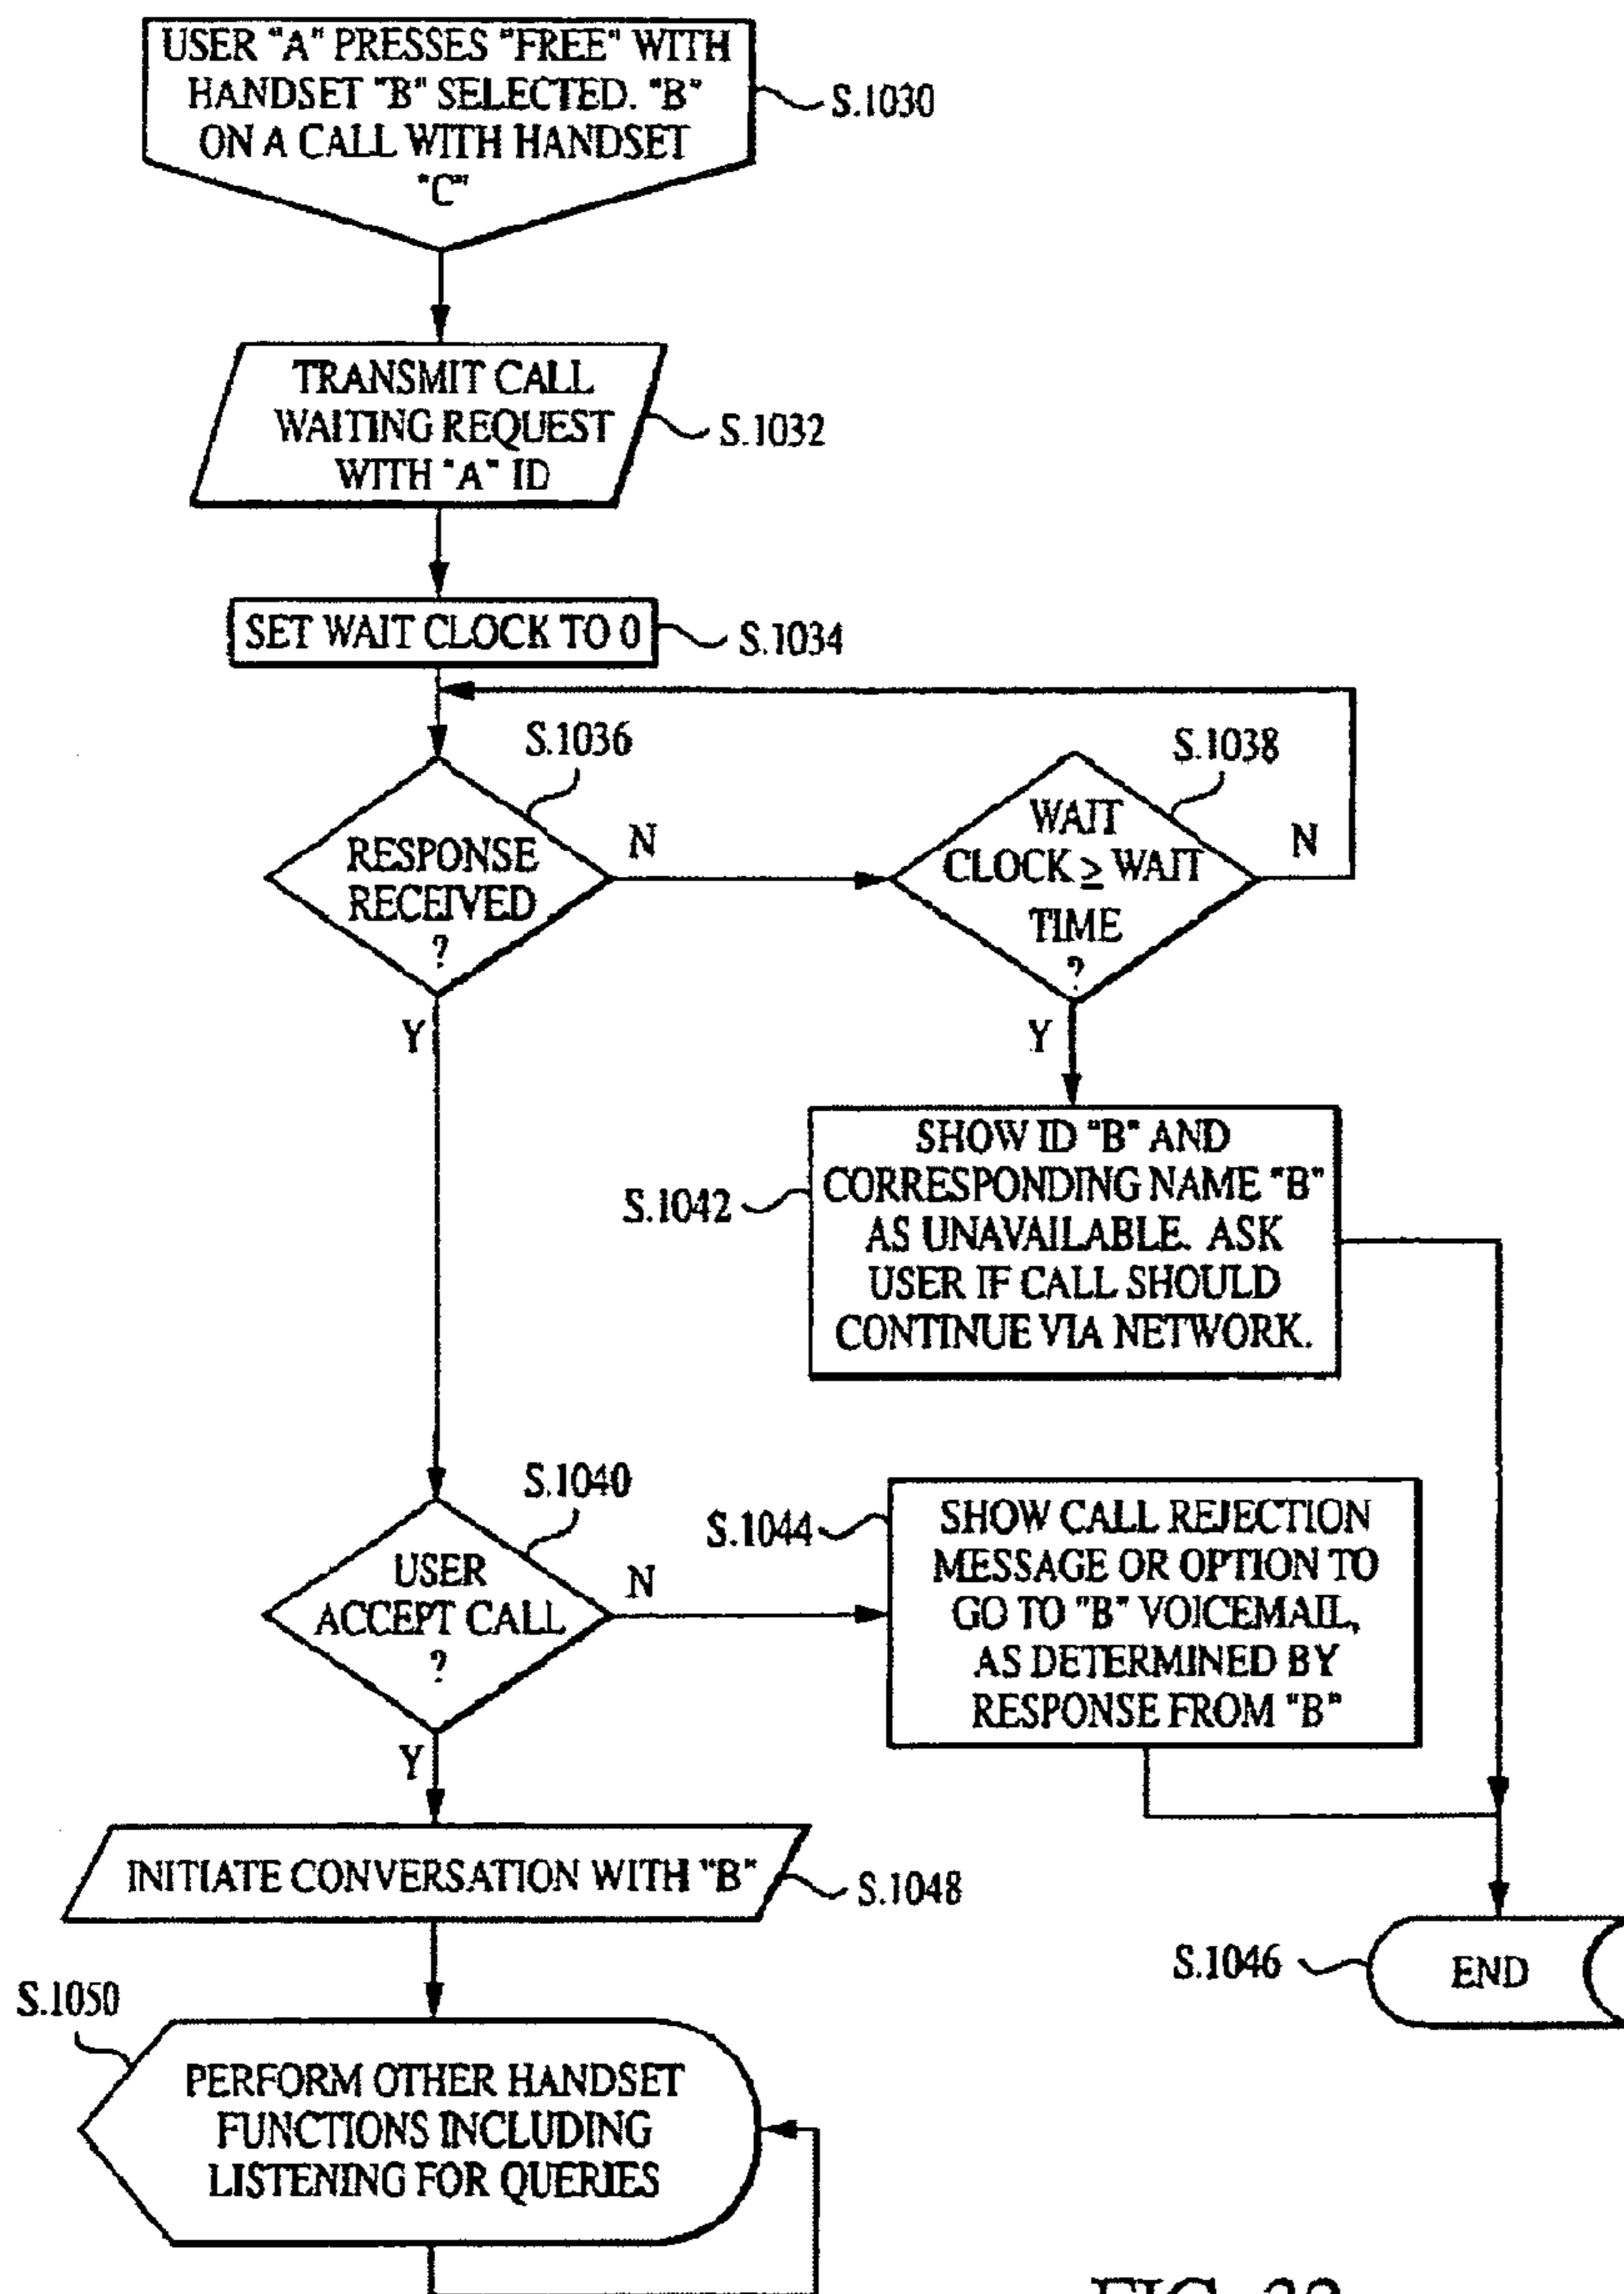 USER "A" PRESSES "FREE" WITH
HANDSET "B" SELECTED. "B"
ON A CALL WITH HANDSET
"C"
S.1030
TRANSMIT CALL
WAITING REQUEST
WITH "A" ID
S.1032
SET WAIT CLOCK TO 0
S.1034
S.1036
RESPONSE
RECEIVED
?
N
Y
S.1038
WAIT
CLOCK ≥ WAIT
TIME
?
N
Y
S.1042
SHOW ID "B" AND
CORRESPONDING NAME "B"
AS UNAVAILABLE. ASK
USER IF CALL SHOULD
CONTINUE VIA NETWORK.
S.1040
USER
ACCEPT CALL
?
N
Y
S.1044
SHOW CALL REJECTION
MESSAGE OR OPTION TO
GO TO "B" VOICEMAIL,
AS DETERMINED BY
RESPONSE FROM "B"
INITIATE CONVERSATION WITH "B"
S.1048
S.1046
END
S.1050
PERFORM OTHER HANDSET
FUNCTIONS INCLUDING
LISTENING FOR QUERIES